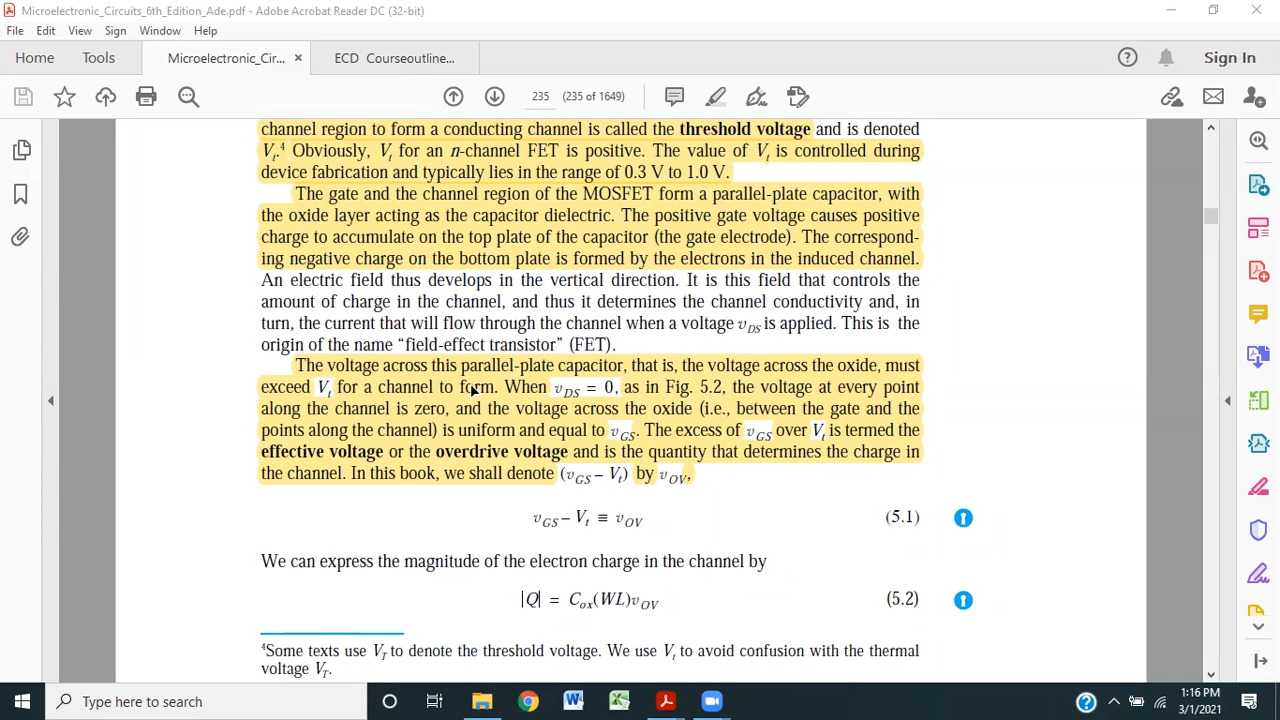 Microelectronic_Circuits_6th_Edition_Ade.pdf - Adobe Acrobat Reader DC (32-bit)
File Edit View Sign Window Help
Home Tools Microelectronic_Cir... × ECD Courseoutline... Sign In
235 (235 of 1649)
channel region to form a conducting channel is called the threshold voltage and is denoted
Vt.4 Obviously, Vt for an n-channel FET is positive. The value of Vt is controlled during
device fabrication and typically lies in the range of 0.3 V to 1.0 V.
The gate and the channel region of the MOSFET form a parallel-plate capacitor, with
the oxide layer acting as the capacitor dielectric. The positive gate voltage causes positive
charge to accumulate on the top plate of the capacitor (the gate electrode). The correspond-
ing negative charge on the bottom plate is formed by the electrons in the induced channel.
An electric field thus develops in the vertical direction. It is this field that controls the
amount of charge in the channel, and thus it determines the channel conductivity and, in
turn, the current that will flow through the channel when a voltage vDS is applied. This is the
origin of the name “field-effect transistor” (FET).
The voltage across this parallel-plate capacitor, that is, the voltage across the oxide, must
exceed Vt for a channel to form. When vDS = 0, as in Fig. 5.2, the voltage at every point
along the channel is zero, and the voltage across the oxide (i.e., between the gate and the
points along the channel) is uniform and equal to vGS. The excess of vGS over Vt is termed the
effective voltage or the overdrive voltage and is the quantity that determines the charge in
the channel. In this book, we shall denote (vGS – Vt) by vOV,
vGS – Vt ≡ vOV (5.1)
We can express the magnitude of the electron charge in the channel by
|Q| = Cox(WL)vOV (5.2)
4Some texts use VT to denote the threshold voltage. We use Vt to avoid confusion with the thermal
voltage VT.
Type here to search
1:16 PM
3/1/2021